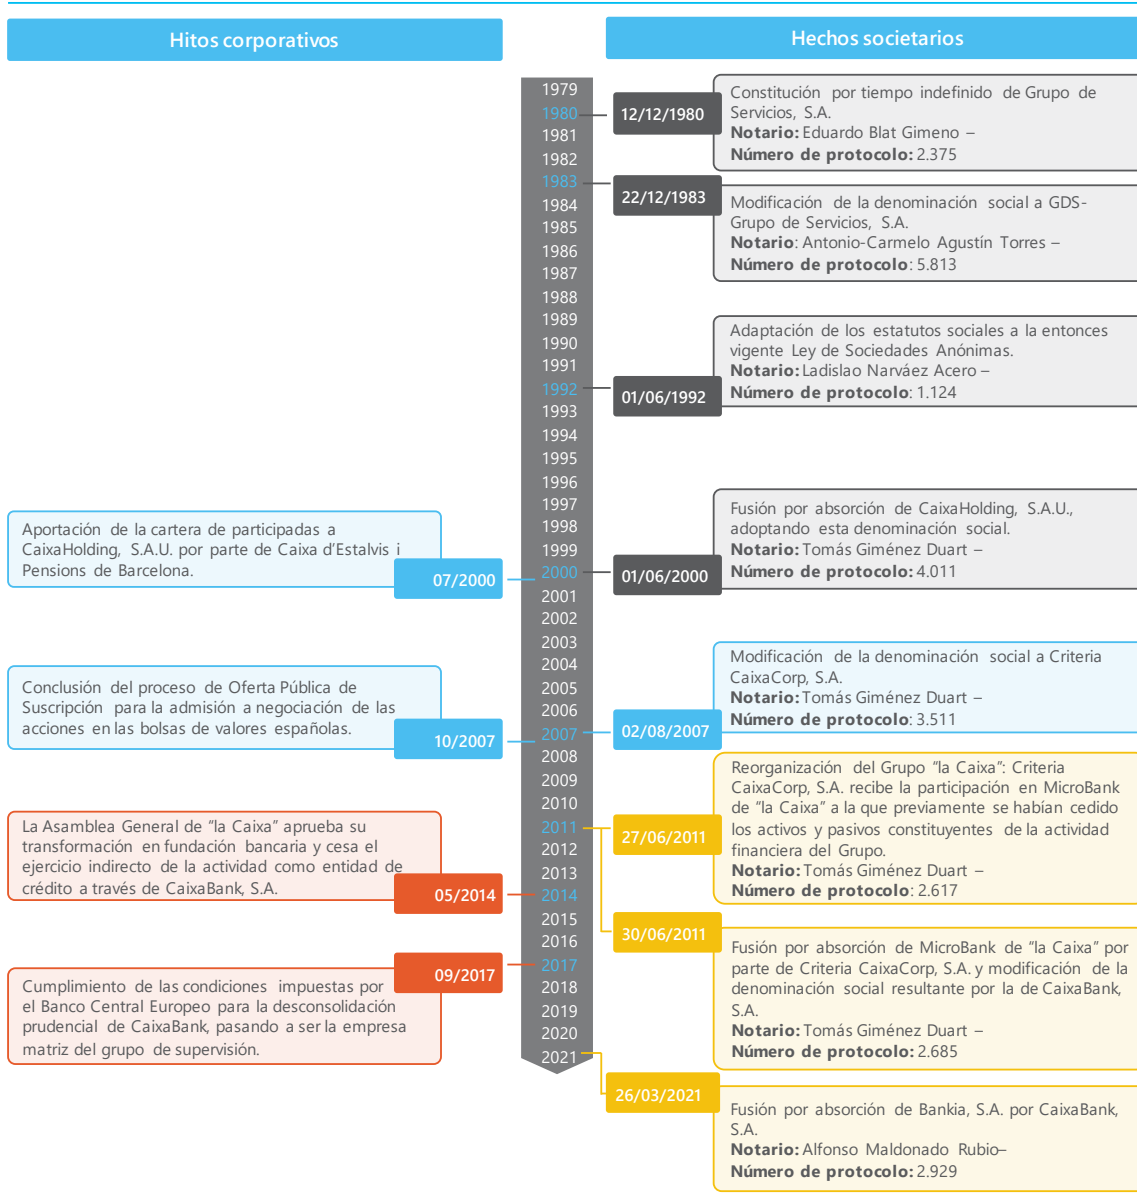 Hitos corporativos
Hechos societarios
1979
1980
1981
1982
1983
1984
1985
1986
1987
1988
1989
1990
1991
1992
1993
1994
1995
1996
1997
1998
1999
2000
2001
2002
2003
2004
2005
2006
2007
2008
2009
2010
2011
2012
2013
2014
2015
2016
2017
2018
2019
2020
2021
Aportación de la cartera de participadas a
CaixaHolding, S.A.U. por parte de Caixa d'Estalvis i
Pensions de Barcelona.
07/2000
Conclusión del proceso de Oferta Pública de
Suscripción para la admisión a negociación de las
acciones en las bolsas de valores españolas.
10/2007
La Asamblea General de "la Caixa" aprueba su
transformación en fundación bancaria y cesa el
ejercicio indirecto de la actividad como entidad de
crédito a través de CaixaBank, S.A.
05/2014
09/2017
Cumplimiento de las condiciones impuestas por
el Banco Central Europeo para la desconsolidación
prudencial de CaixaBank, pasando a ser la empresa
matriz del grupo de supervisión.
12/12/1980
Constitución por tiempo indefinido de Grupo de
Servicios, S.A.
Notario: Eduardo Blat Gimeno –
Número de protocolo: 2.375
22/12/1983
Modificación de la denominación social a GDS-
Grupo de Servicios, S.A.
Notario: Antonio-Carmelo Agustín Torres –
Número de protocolo: 5.813
01/06/1992
Adaptación de los estatutos sociales a la entonces
vigente Ley de Sociedades Anónimas.
Notario: Ladislao Narváez Acero –
Número de protocolo: 1.124
01/06/2000
Fusión por absorción de CaixaHolding, S.A.U.,
adoptando esta denominación social.
Notario: Tomás Giménez Duart –
Número de protocolo: 4.011
02/08/2007
Modificación de la denominación social a Criteria
CaixaCorp, S.A.
Notario: Tomás Giménez Duart –
Número de protocolo: 3.511
27/06/2011
Reorganización del Grupo "la Caixa": Criteria
CaixaCorp, S.A. recibe la participación en MicroBank
de "la Caixa" a la que previamente se habían cedido
los activos y pasivos constituyentes de la actividad
financiera del Grupo.
Notario: Tomás Giménez Duart –
Número de protocolo: 2.617
30/06/2011
Fusión por absorción de MicroBank de "la Caixa" por
parte de Criteria CaixaCorp, S.A. y modificación de la
denominación social resultante por la de CaixaBank,
S.A.
Notario: Tomás Giménez Duart –
Número de protocolo: 2.685
26/03/2021
Fusión por absorción de Bankia, S.A. por CaixaBank,
S.A.
Notario: Alfonso Maldonado Rubio–
Número de protocolo: 2.929